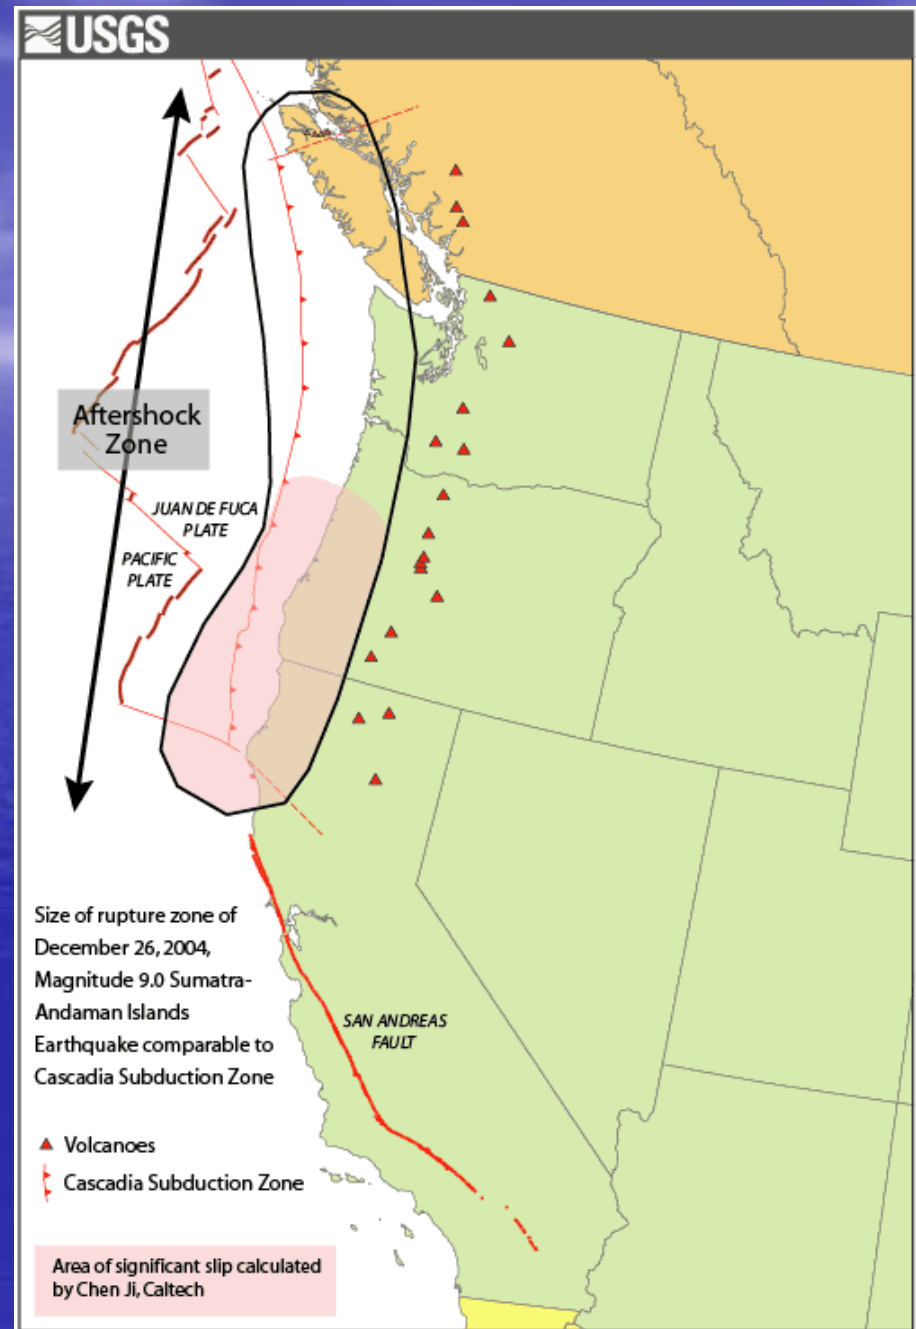 USGS
Aftershock
Zone
JUAN DE FUCA
PLATE
PACIFIC
PLATE
Size of rupture zone of
December 26, 2004,
Magnitude 9.0 Sumatra-
Andaman Islands
Earthquake comparable to
Cascadia Subduction Zone
SAN ANDREAS
FAULT
Volcanoes
Cascadia Subduction Zone
Area of significant slip calculated
by Chen Ji, Caltech